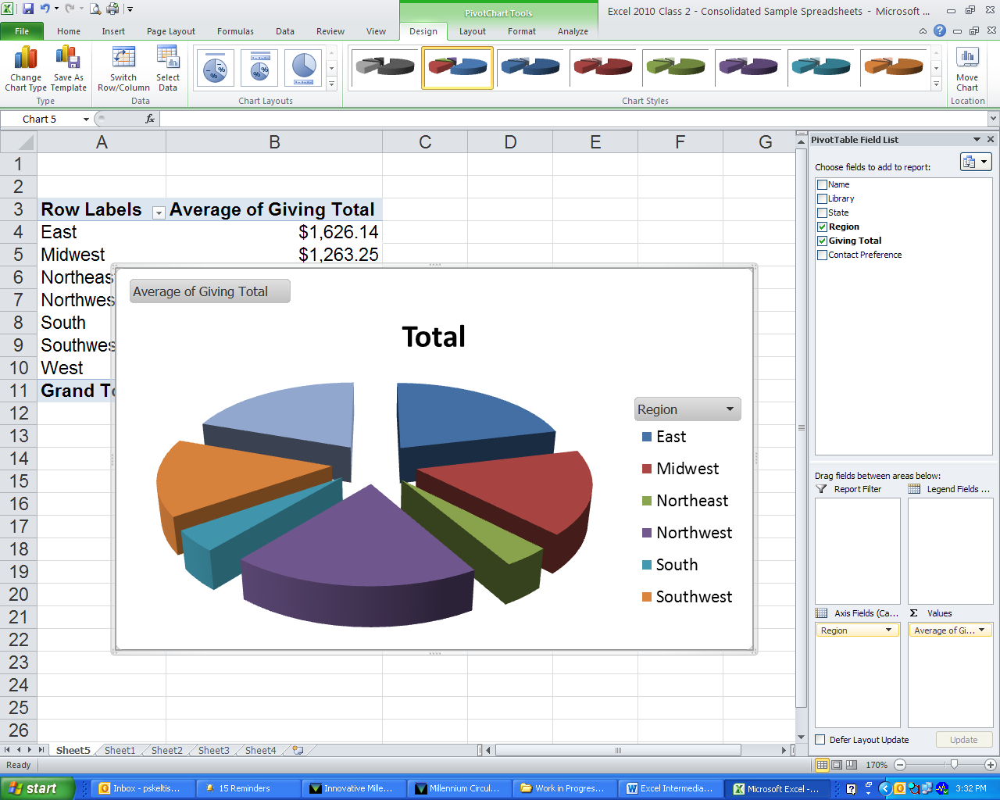 PivotChart Tools
Excel 2010 Class 2 - Consolidated Sample Spreadsheets - Microsoft ...
File Home Insert Page Layout Formulas Data Review View Design Layout Format Analyze
Change Chart Type
Save As Template
Switch Row/Column
Select Data
Move Chart
Type Data Chart Layouts Chart Styles Location
Chart 5 fx
A B C D E F G
1
2
3 Row Labels Average of Giving Total
4 East $1,626.14
5 Midwest $1,263.25
6 Northeast
7 Northwes
8 South
9 Southwes
10 West
11 Grand To
12
13
14
15
16
17
18
19
20
21
22
23
24
25
26
Average of Giving Total
Total
Region
East
Midwest
Northeast
Northwest
South
Southwest
PivotTable Field List
Choose fields to add to report:
Name
Library
State
Region
Giving Total
Contact Preference
Drag fields between areas below:
Report Filter Legend Fields ...
Axis Fields (Ca... Σ Values
Region Average of Gi...
Defer Layout Update Update
Sheet5 Sheet1 Sheet2 Sheet3 Sheet4
Ready 170%
start Inbox - pskeltis... 15 Reminders Innovative Mille... Millennium Circul... Work in Progres... Excel Intermedia... Microsoft Excel -... 3:32 PM